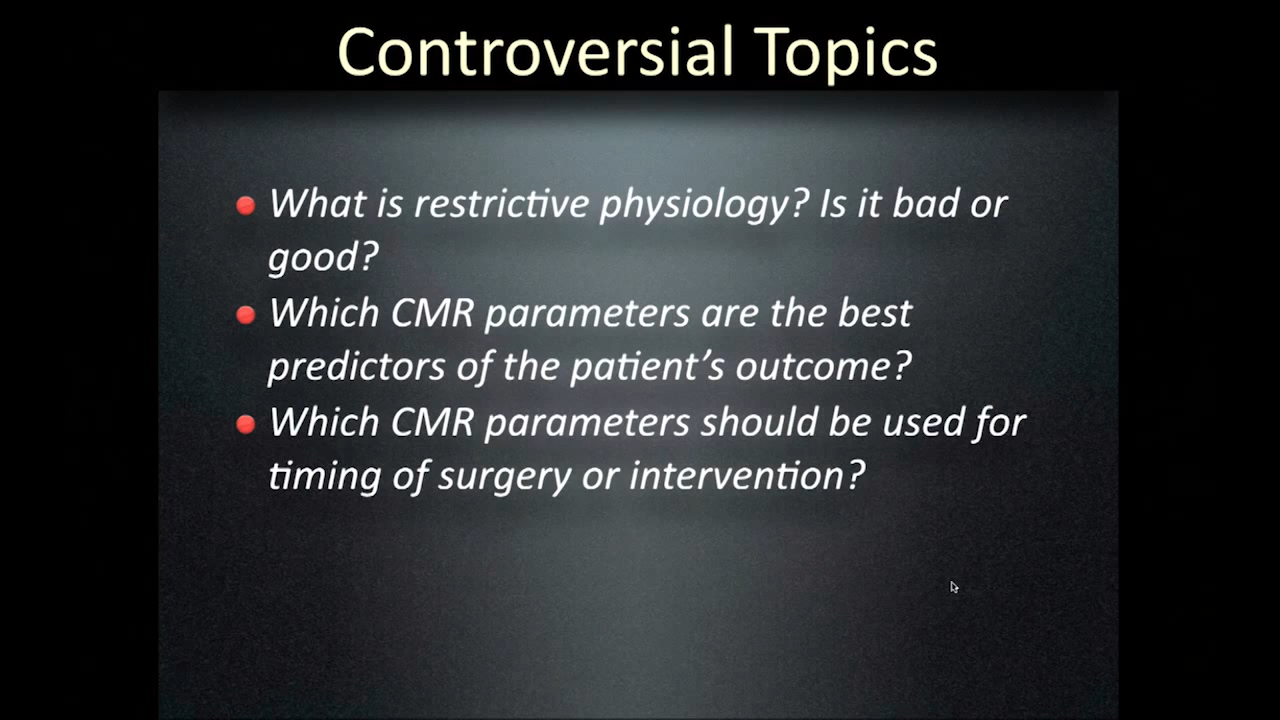 Controversial Topics
What is restrictive physiology? Is it bad or
good?
Which CMR parameters are the best
predictors of the patient’s outcome?
Which CMR parameters should be used for
timing of surgery or intervention?